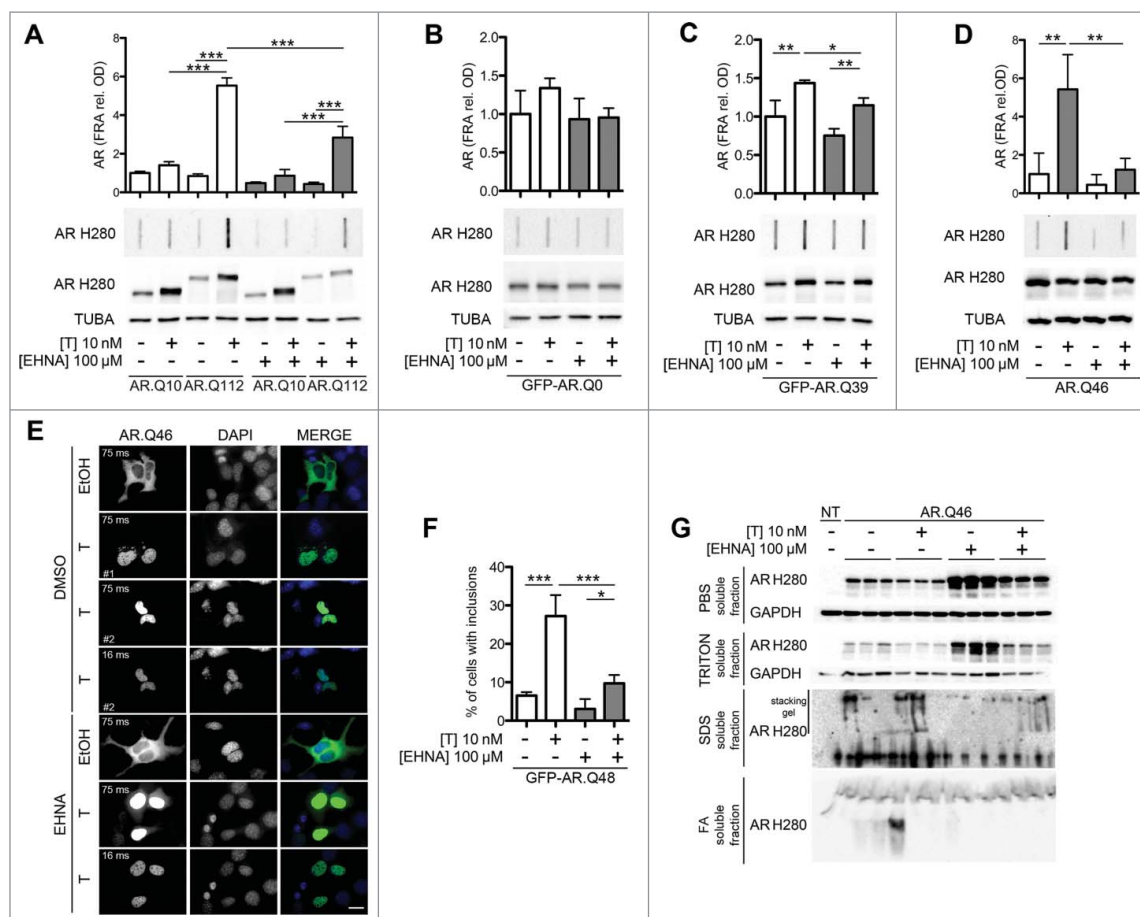 A
AR (FRA rel. OD)
8
6
4
2
0
***
***
***
***
***
AR H280
AR H280
TUBA
[T] 10 nM - + - + - + - +
[EHNA] 100 µM - - - - + + + +
AR.Q10 AR.Q112 AR.Q10 AR.Q112
B
AR (FRA rel. OD)
2.0
1.5
1.0
0.5
0.0
AR H280
AR H280
TUBA
[T] 10 nM - + - +
[EHNA] 100 µM - - + +
GFP-AR.Q0
C
AR (FRA rel. OD)
2.0
1.5
1.0
0.5
0.0
** *
**
AR H280
AR H280
TUBA
[T] 10 nM - + - +
[EHNA] 100 µM - - + +
GFP-AR.Q39
D
AR (FRA rel.OD)
8
6
4
2
0
** **
AR H280
AR H280
TUBA
[T] 10 nM - + - +
[EHNA] 100 µM - - + +
AR.Q46
E
AR.Q46 DAPI MERGE
DMSO
EtOH
75 ms
T
75 ms
#1
T
75 ms
#2
T
16 ms
#2
EHNA
EtOH
75 ms
T
75 ms
T
16 ms
F
% of cells with inclusions
40
30
20
10
0
*** ***
*
[T] 10 nM - + - +
[EHNA] 100 µM - - + +
GFP-AR.Q48
G
NT AR.Q46
[T] 10 nM - - + - +
[EHNA] 100 µM - - - + +
PBS
soluble
fraction
AR H280
GAPDH
TRITON
soluble
fraction
AR H280
GAPDH
SDS
soluble
fraction
stacking
gel
AR H280
FA
soluble
fraction
AR H280